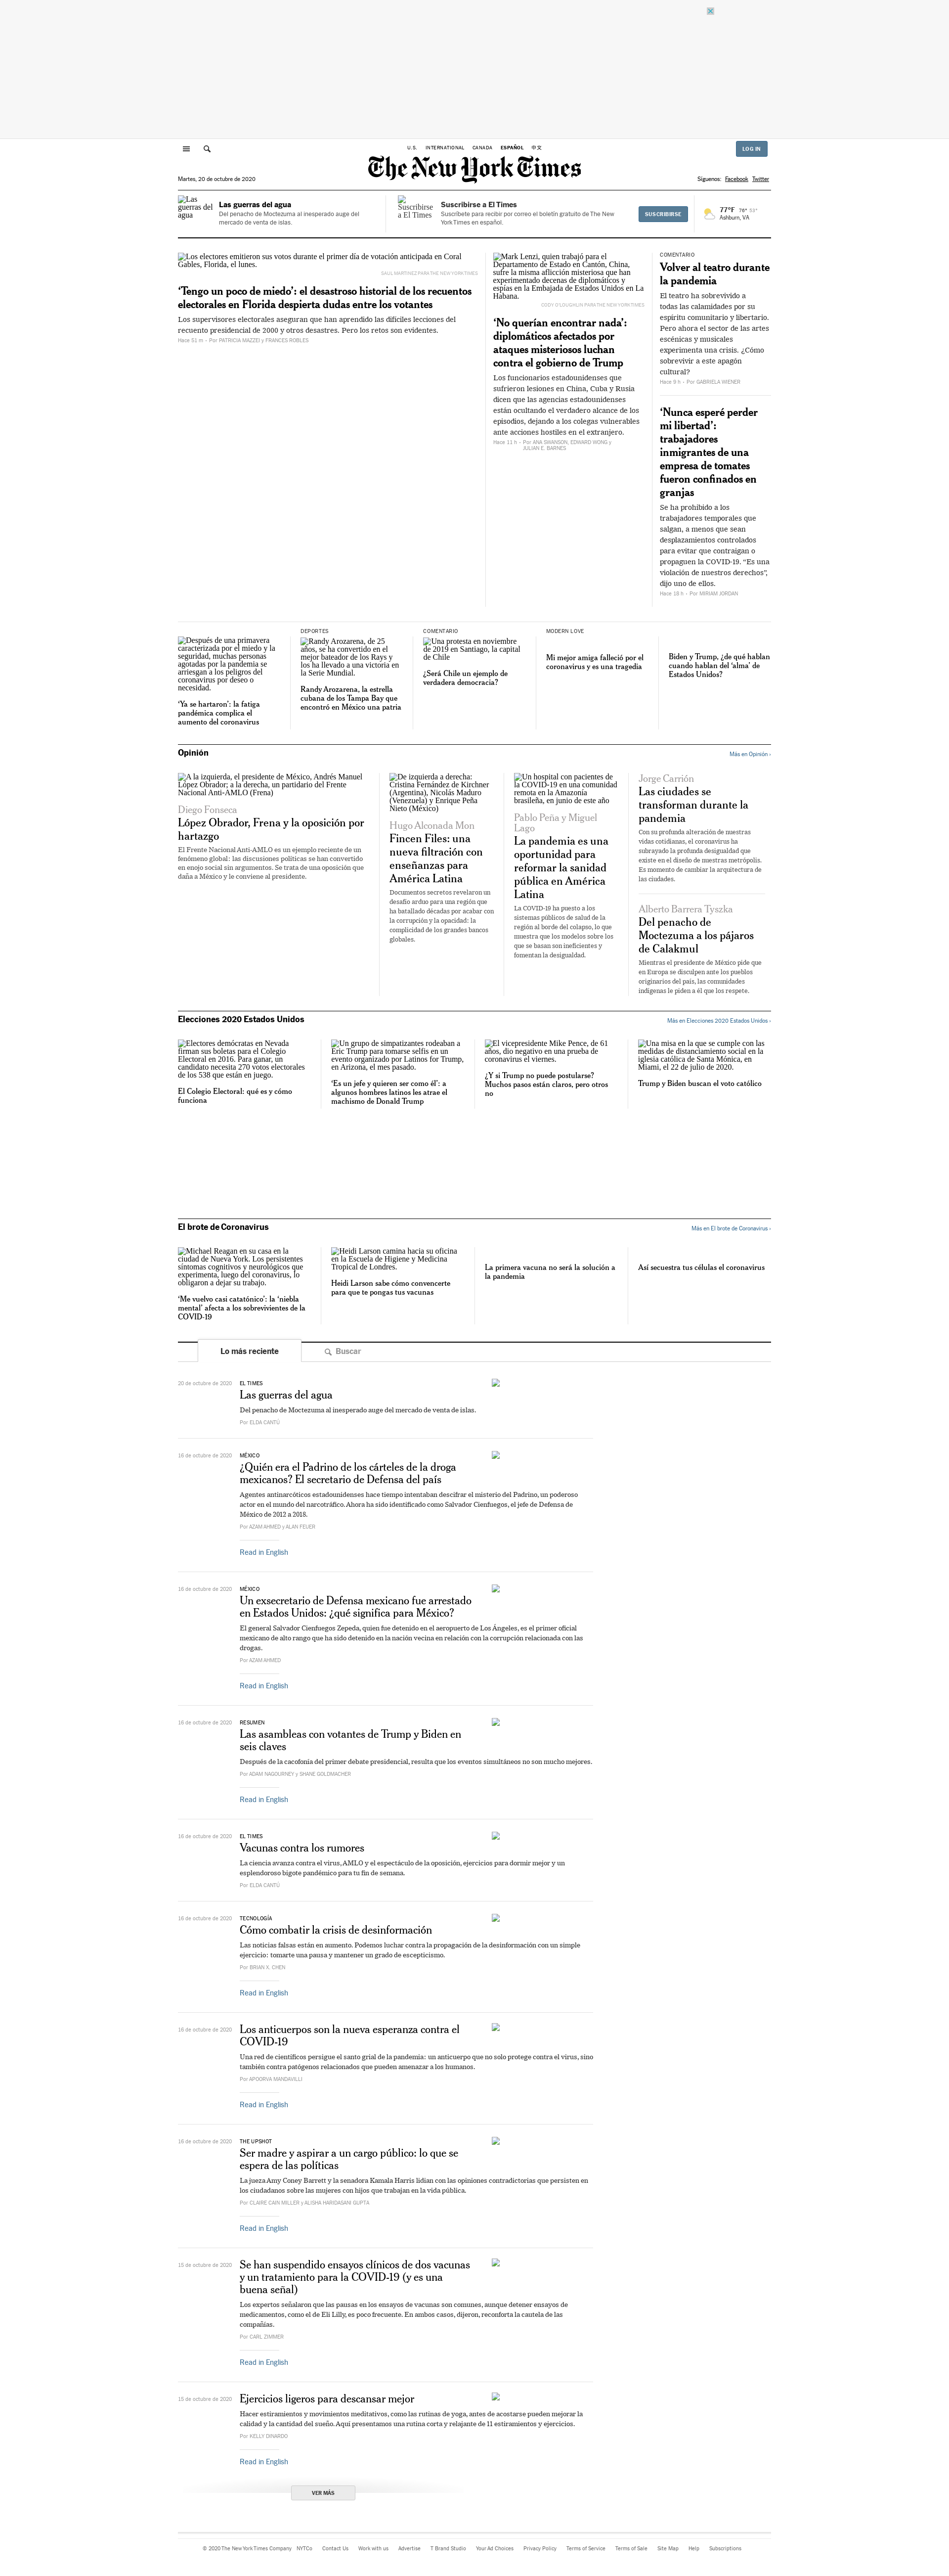 U.S. INTERNATIONAL CANADA ESPAÑOL 中文
LOG IN
The New York Times
Martes, 20 de octubre de 2020
Síguenos: Facebook Twitter
Las guerras del agua
Las guerras del agua
Del penacho de Moctezuma al inesperado auge del
mercado de venta de islas.
Suscribirse a El Times
Suscribirse a El Times
Suscríbete para recibir por correo el boletín gratuito de The New
York Times en español.
SUSCRIBIRSE
77°F 78° 53°
Ashburn, VA
Los electores emitieron sus votos durante el primer día de votación anticipada en Coral
Gables, Florida, el lunes.
SAUL MARTINEZ PARA THE NEW YORK TIMES
‘Tengo un poco de miedo’: el desastroso historial de los recuentos
electorales en Florida despierta dudas entre los votantes
Los supervisores electorales aseguran que han aprendido las difíciles lecciones del
recuento presidencial de 2000 y otros desastres. Pero los retos son evidentes.
Hace 51 m – Por PATRICIA MAZZEI y FRANCES ROBLES
Mark Lenzi, quien trabajó para el
Departamento de Estado en Cantón, China,
sufre la misma aflicción misteriosa que han
experimentado decenas de diplomáticos y
espías en la Embajada de Estados Unidos en La
Habana.
CODY O'LOUGHLIN PARA THE NEW YORK TIMES
‘No querían encontrar nada’:
diplomáticos afectados por
ataques misteriosos luchan
contra el gobierno de Trump
Los funcionarios estadounidenses que
sufrieron lesiones en China, Cuba y Rusia
dicen que las agencias estadounidenses
están ocultando el verdadero alcance de los
episodios, dejando a los colegas vulnerables
ante acciones hostiles en el extranjero.
Hace 11 h – Por ANA SWANSON, EDWARD WONG y
JULIAN E. BARNES
COMENTARIO
Volver al teatro durante
la pandemia
El teatro ha sobrevivido a
todas las calamidades por su
espíritu comunitario y libertario.
Pero ahora el sector de las artes
escénicas y musicales
experimenta una crisis. ¿Cómo
sobrevivir a este apagón
cultural?
Hace 9 h – Por GABRIELA WIENER
‘Nunca esperé perder
mi libertad’:
trabajadores
inmigrantes de una
empresa de tomates
fueron confinados en
granjas
Se ha prohibido a los
trabajadores temporales que
salgan, a menos que sean
desplazamientos controlados
para evitar que contraigan o
propaguen la COVID-19. “Es una
violación de nuestros derechos”,
dijo uno de ellos.
Hace 18 h – Por MIRIAM JORDAN
Después de una primavera
caracterizada por el miedo y la
seguridad, muchas personas
agotadas por la pandemia se
arriesgan a los peligros del
coronavirus por deseo o
necesidad.
‘Ya se hartaron’: la fatiga
pandémica complica el
aumento del coronavirus
DEPORTES
Randy Arozarena, de 25
años, se ha convertido en el
mejor bateador de los Rays y
los ha llevado a una victoria en
la Serie Mundial.
Randy Arozarena, la estrella
cubana de los Tampa Bay que
encontró en México una patria
COMENTARIO
Una protesta en noviembre
de 2019 en Santiago, la capital
de Chile
¿Será Chile un ejemplo de
verdadera democracia?
MODERN LOVE
Mi mejor amiga falleció por el
coronavirus y es una tragedia
Biden y Trump, ¿de qué hablan
cuando hablan del ‘alma’ de
Estados Unidos?
Opinión
Más en Opinión ›
A la izquierda, el presidente de México, Andrés Manuel
López Obrador; a la derecha, un partidario del Frente
Nacional Anti-AMLO (Frena)
Diego Fonseca
López Obrador, Frena y la oposición por
hartazgo
El Frente Nacional Anti-AMLO es un ejemplo reciente de un
fenómeno global: las discusiones políticas se han convertido
en enojo social sin argumentos. Se trata de una oposición que
daña a México y le conviene al presidente.
De izquierda a derecha:
Cristina Fernández de Kirchner
(Argentina), Nicolás Maduro
(Venezuela) y Enrique Peña
Nieto (México)
Hugo Alconada Mon
Fincen Files: una
nueva filtración con
enseñanzas para
América Latina
Documentos secretos revelaron un
desafío arduo para una región que
ha batallado décadas por acabar con
la corrupción y la opacidad: la
complicidad de los grandes bancos
globales.
Un hospital con pacientes de
la COVID-19 en una comunidad
remota en la Amazonía
brasileña, en junio de este año
Pablo Peña y Miguel
Lago
La pandemia es una
oportunidad para
reformar la sanidad
pública en América
Latina
La COVID-19 ha puesto a los
sistemas públicos de salud de la
región al borde del colapso, lo que
muestra que los modelos sobre los
que se basan son ineficientes y
fomentan la desigualdad.
Jorge Carrión
Las ciudades se
transforman durante la
pandemia
Con su profunda alteración de nuestras
vidas cotidianas, el coronavirus ha
subrayado la profunda desigualdad que
existe en el diseño de nuestras metrópolis.
Es momento de cambiar la arquitectura de
las ciudades.
Alberto Barrera Tyszka
Del penacho de
Moctezuma a los pájaros
de Calakmul
Mientras el presidente de México pide que
en Europa se disculpen ante los pueblos
originarios del país, las comunidades
indígenas le piden a él que los respete.
Elecciones 2020 Estados Unidos
Más en Elecciones 2020 Estados Unidos ›
Electores demócratas en Nevada
firman sus boletas para el Colegio
Electoral en 2016. Para ganar, un
candidato necesita 270 votos electorales
de los 538 que están en juego.
El Colegio Electoral: qué es y cómo
funciona
Un grupo de simpatizantes rodeaban a
Eric Trump para tomarse selfis en un
evento organizado por Latinos for Trump,
en Arizona, el mes pasado.
‘Es un jefe y quieren ser como él’: a
algunos hombres latinos les atrae el
machismo de Donald Trump
El vicepresidente Mike Pence, de 61
años, dio negativo en una prueba de
coronavirus el viernes.
¿Y si Trump no puede postularse?
Muchos pasos están claros, pero otros
no
Una misa en la que se cumple con las
medidas de distanciamiento social en la
iglesia católica de Santa Mónica, en
Miami, el 22 de julio de 2020.
Trump y Biden buscan el voto católico
El brote de Coronavirus
Más en El brote de Coronavirus ›
Michael Reagan en su casa en la
ciudad de Nueva York. Los persistentes
síntomas cognitivos y neurológicos que
experimenta, luego del coronavirus, lo
obligaron a dejar su trabajo.
‘Me vuelvo casi catatónico’: la ‘niebla
mental’ afecta a los sobrevivientes de la
COVID-19
Heidi Larson camina hacia su oficina
en la Escuela de Higiene y Medicina
Tropical de Londres.
Heidi Larson sabe cómo convencerte
para que te pongas tus vacunas
La primera vacuna no será la solución a
la pandemia
Así secuestra tus células el coronavirus
Lo más reciente
Buscar
20 de octubre de 2020
EL TIMES
Las guerras del agua
Del penacho de Moctezuma al inesperado auge del mercado de venta de islas.
Por ELDA CANTÚ
16 de octubre de 2020
MÉXICO
¿Quién era el Padrino de los cárteles de la droga
mexicanos? El secretario de Defensa del país
Agentes antinarcóticos estadounidenses hace tiempo intentaban descifrar el misterio del Padrino, un poderoso
actor en el mundo del narcotráfico. Ahora ha sido identificado como Salvador Cienfuegos, el jefe de Defensa de
México de 2012 a 2018.
Por AZAM AHMED y ALAN FEUER
Read in English
16 de octubre de 2020
MÉXICO
Un exsecretario de Defensa mexicano fue arrestado
en Estados Unidos: ¿qué significa para México?
El general Salvador Cienfuegos Zepeda, quien fue detenido en el aeropuerto de Los Ángeles, es el primer oficial
mexicano de alto rango que ha sido detenido en la nación vecina en relación con la corrupción relacionada con las
drogas.
Por AZAM AHMED
Read in English
16 de octubre de 2020
RESUMEN
Las asambleas con votantes de Trump y Biden en
seis claves
Después de la cacofonía del primer debate presidencial, resulta que los eventos simultáneos no son mucho mejores.
Por ADAM NAGOURNEY y SHANE GOLDMACHER
Read in English
16 de octubre de 2020
EL TIMES
Vacunas contra los rumores
La ciencia avanza contra el virus, AMLO y el espectáculo de la oposición, ejercicios para dormir mejor y un
esplendoroso bigote pandémico para tu fin de semana.
Por ELDA CANTÚ
16 de octubre de 2020
TECNOLOGÍA
Cómo combatir la crisis de desinformación
Las noticias falsas están en aumento. Podemos luchar contra la propagación de la desinformación con un simple
ejercicio: tomarte una pausa y mantener un grado de escepticismo.
Por BRIAN X. CHEN
Read in English
16 de octubre de 2020
Los anticuerpos son la nueva esperanza contra el
COVID-19
Una red de científicos persigue el santo grial de la pandemia: un anticuerpo que no solo protege contra el virus, sino
también contra patógenos relacionados que pueden amenazar a los humanos.
Por APOORVA MANDAVILLI
Read in English
16 de octubre de 2020
THE UPSHOT
Ser madre y aspirar a un cargo público: lo que se
espera de las políticas
La jueza Amy Coney Barrett y la senadora Kamala Harris lidian con las opiniones contradictorias que persisten en
los ciudadanos sobre las mujeres con hijos que trabajan en la vida pública.
Por CLAIRE CAIN MILLER y ALISHA HARIDASANI GUPTA
Read in English
15 de octubre de 2020
Se han suspendido ensayos clínicos de dos vacunas
y un tratamiento para la COVID-19 (y es una
buena señal)
Los expertos señalaron que las pausas en los ensayos de vacunas son comunes, aunque detener ensayos de
medicamentos, como el de Eli Lilly, es poco frecuente. En ambos casos, dijeron, reconforta la cautela de las
compañías.
Por CARL ZIMMER
Read in English
15 de octubre de 2020
Ejercicios ligeros para descansar mejor
Hacer estiramientos y movimientos meditativos, como las rutinas de yoga, antes de acostarse pueden mejorar la
calidad y la cantidad del sueño. Aquí presentamos una rutina corta y relajante de 11 estiramientos y ejercicios.
Por KELLY DINARDO
Read in English
VER MÁS
© 2020 The New York Times Company NYTCo Contact Us Work with us Advertise T Brand Studio Your Ad Choices Privacy Policy Terms of Service Terms of Sale Site Map Help Subscriptions